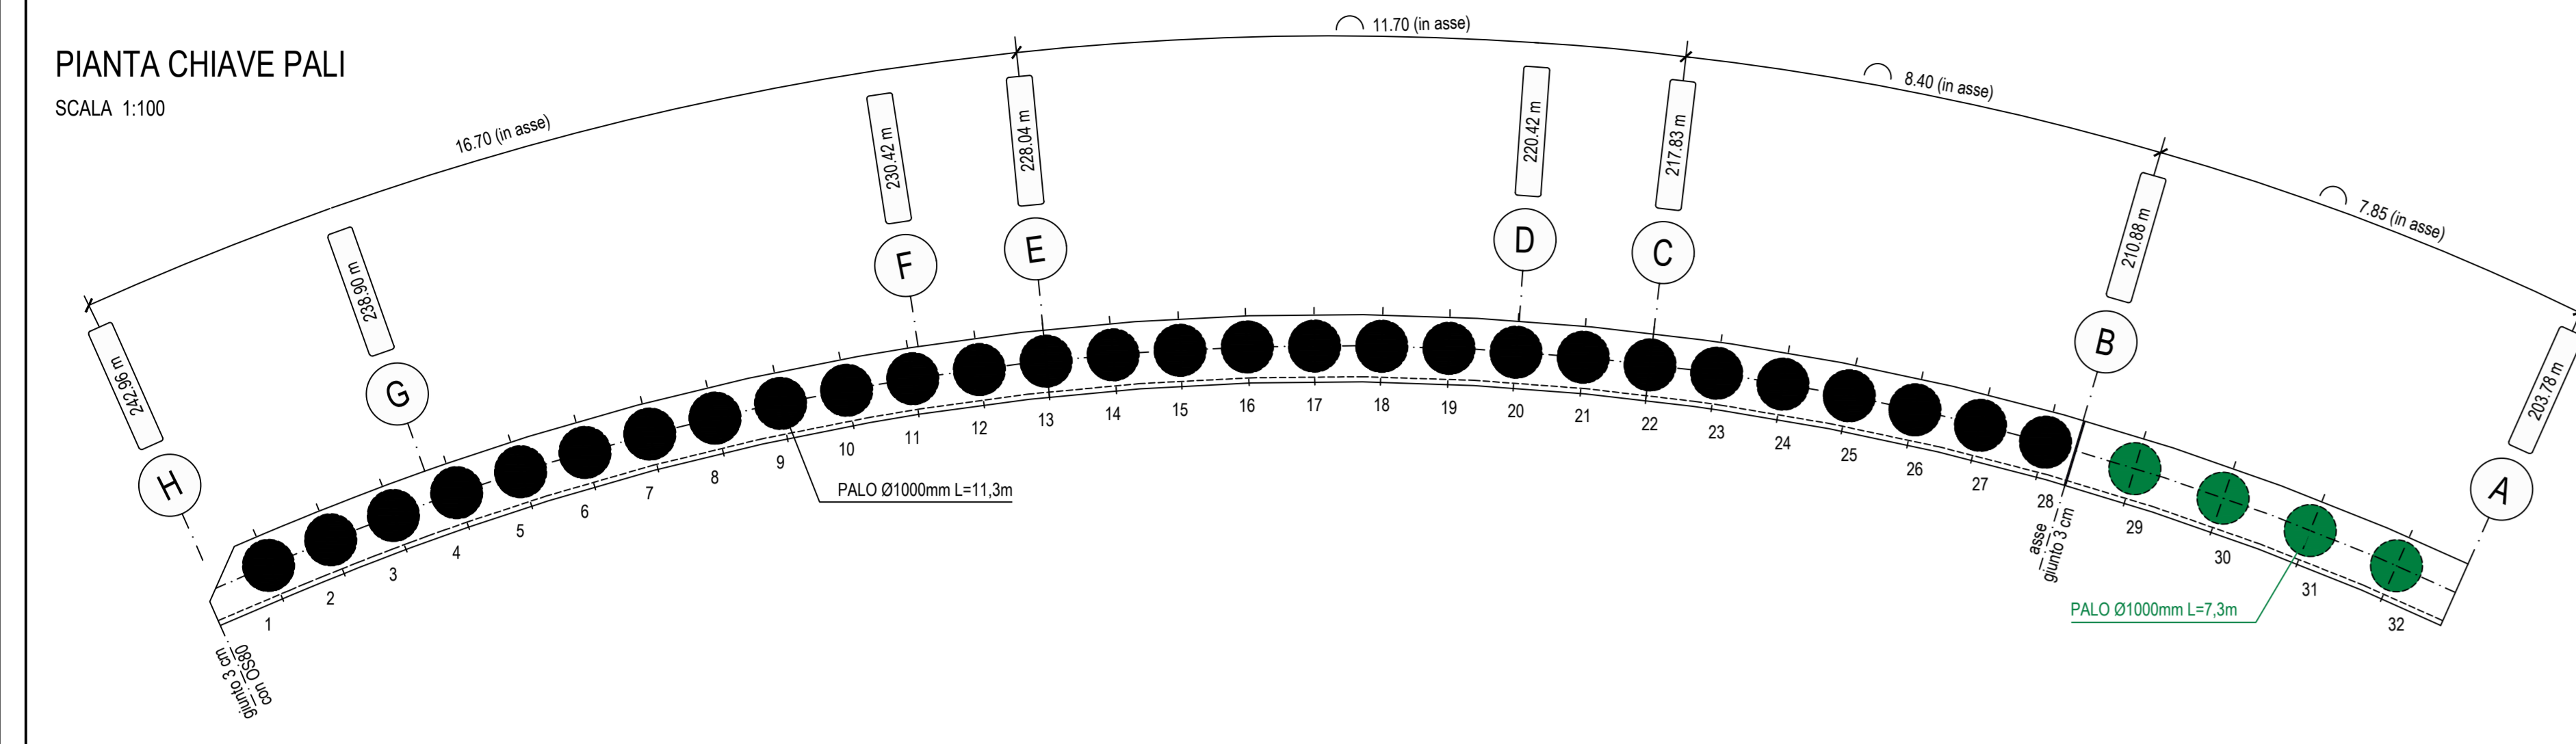 PIANTA CHIAVE PALI
SCALA 1:100
16.70 (in asse)
11.70 (in asse)
8.40 (in asse)
7.85 (in asse)
242.96 m
238.90 m
230.42 m
228.04 m
220.42 m
217.83 m
210.88 m
203.78 m
H
G
F
E
D
C
B
A
1
2
3
4
5
6
7
8
9
10
11
12
13
14
15
16
17
18
19
20
21
22
23
24
25
26
27
28
29
30
31
32
PALO Ø1000mm L=11,3m
PALO Ø1000mm L=7,3m
asse
giunto 3 cm
giunto 3 cm
con OS80